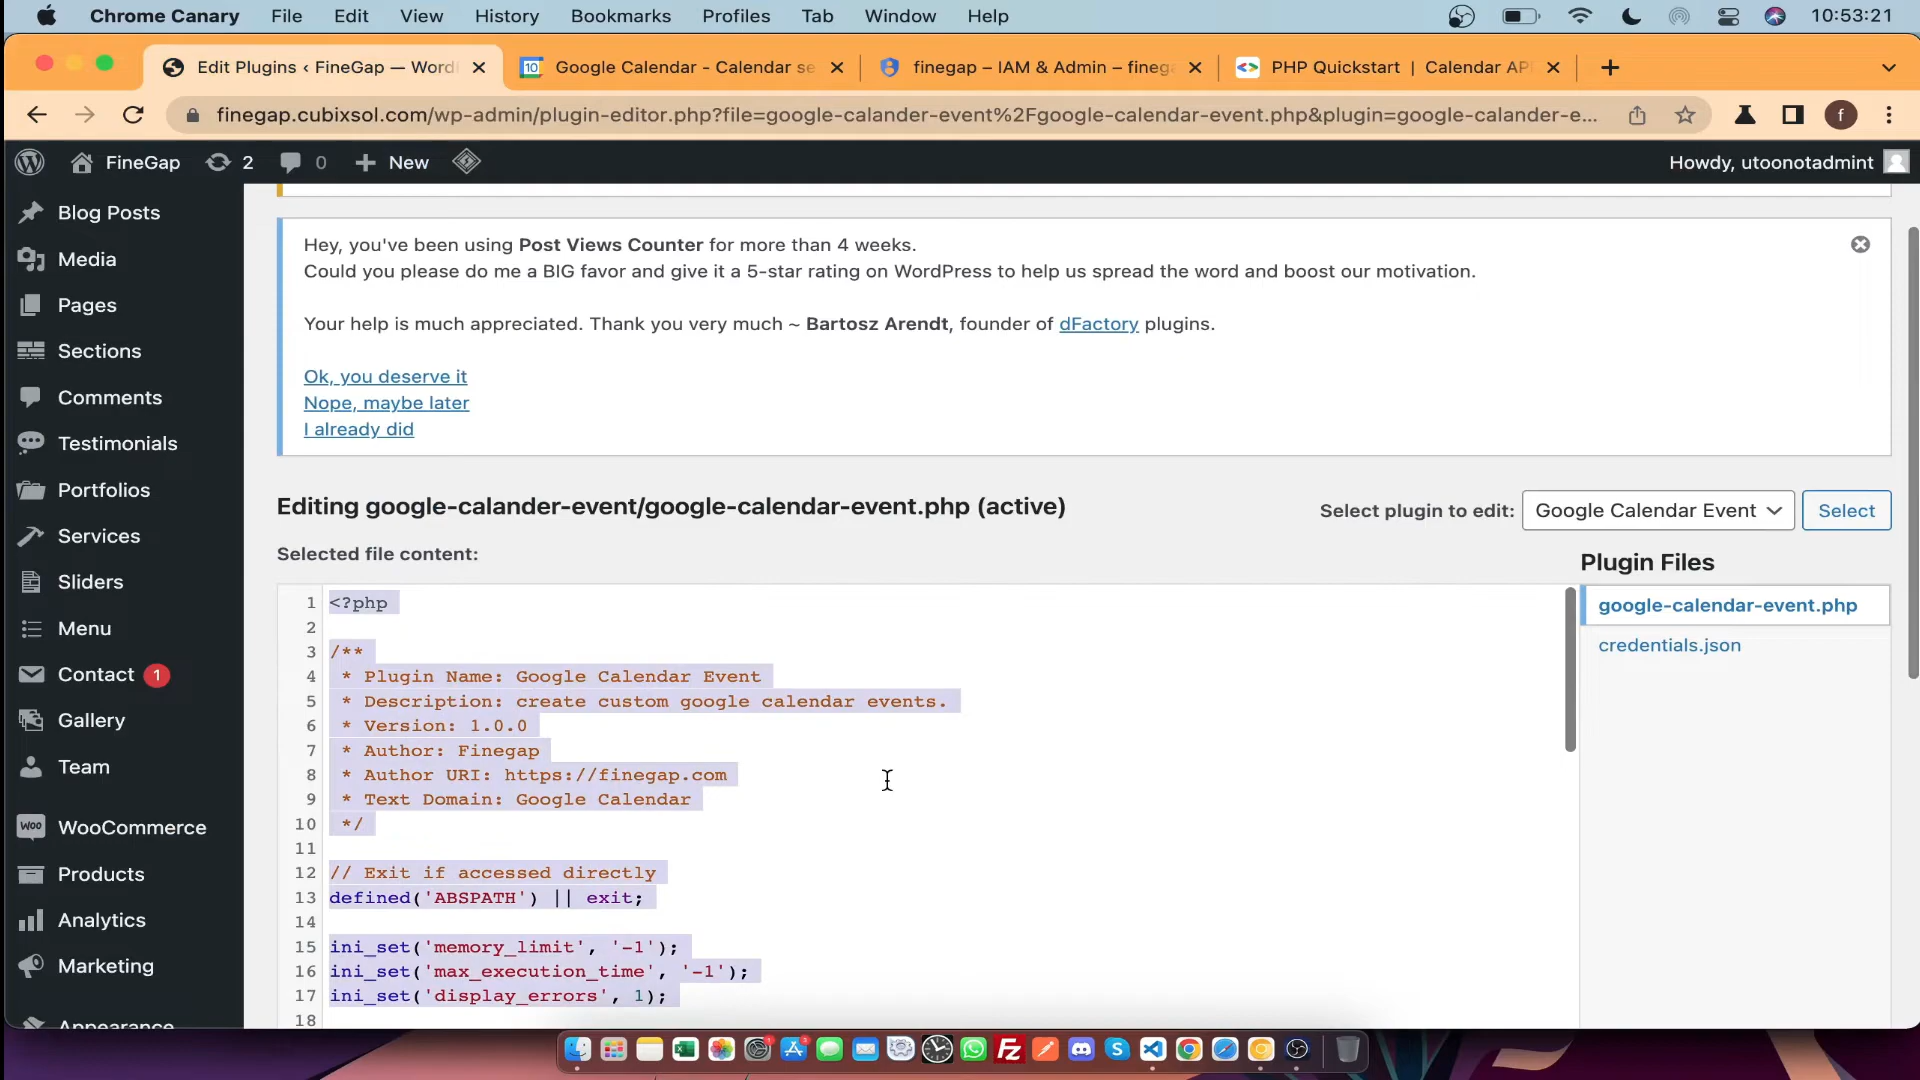 Chrome Canary File Edit View History Bookmarks Profiles Tab Window Help 10:53:21
Edit Plugins ‹ FineGap — Word 10 Google Calendar - Calendar se finegap – IAM & Admin – fineg PHP Quickstart | Calendar AP
finegap.cubixsol.com/wp-admin/plugin-editor.php?file=google-calander-event%2Fgoogle-calendar-event.php&plugin=google-calander-e... f
FineGap 2 0 New Howdy, utoonotadmint
Blog Posts
Media
Pages
Sections
Comments
Testimonials
Portfolios
Services
Sliders
Menu
Contact 1
Gallery
Team
WOO WooCommerce
Products
Analytics
Marketing
Appearance
Hey, you've been using Post Views Counter for more than 4 weeks.
Could you please do me a BIG favor and give it a 5-star rating on WordPress to help us spread the word and boost our motivation.
Your help is much appreciated. Thank you very much ~ Bartosz Arendt, founder of dFactory plugins.
Ok, you deserve it
Nope, maybe later
I already did
Editing google-calander-event/google-calendar-event.php (active)
Select plugin to edit: Google Calendar Event Select
Selected file content:
Plugin Files
google-calendar-event.php
credentials.json
1 <?php
2
3 /**
4 * Plugin Name: Google Calendar Event
5 * Description: create custom google calendar events.
6 * Version: 1.0.0
7 * Author: Finegap
8 * Author URI: https://finegap.com
9 * Text Domain: Google Calendar
10 */
11
12 // Exit if accessed directly
13 defined('ABSPATH') || exit;
14
15 ini_set('memory_limit', '-1');
16 ini_set('max_execution_time', '-1');
17 ini_set('display_errors', 1);
18